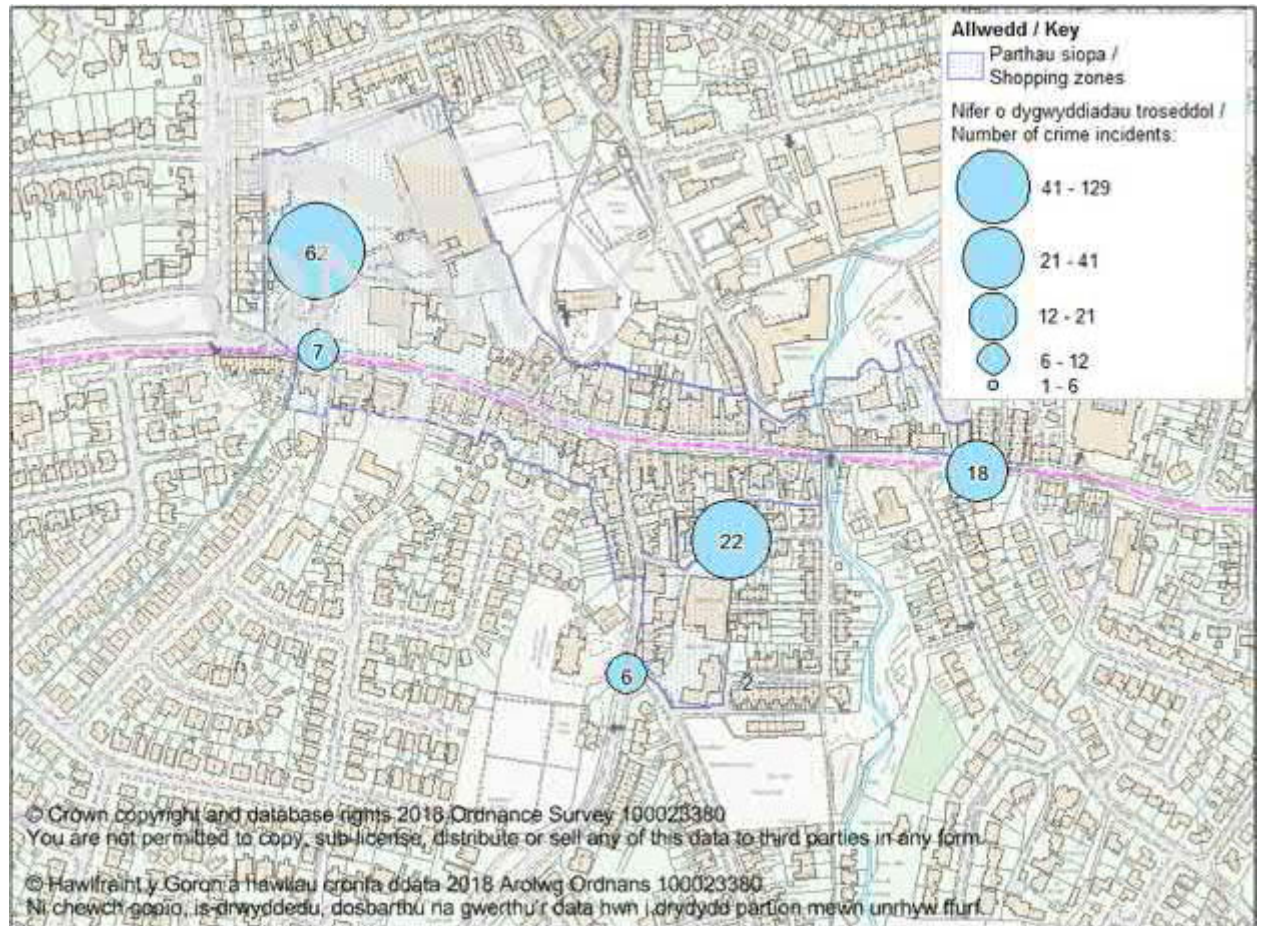 Allwedd / Key
Parthau siopa /
Shopping zones
Nifer o dygwyddiadau troseddol /
Number of crime incidents:
41 - 129
21 - 41
12 - 21
6 - 12
1 - 6
62
7
18
22
6
2
© Crown copyright and database rights 2018 Ordnance Survey 100023380
You are not permitted to copy, sub-license, distribute or sell any of this data to third parties in any form.
© Hawlfraint y Goron a hawliau cronfa ddata 2018 Arolwg Ordnans 100023380
Ni chewch gopïo, is-drwyddedu, dosbarthu na gwerthu'r data hwn i drydydd partïon mewn unrhyw ffurf.